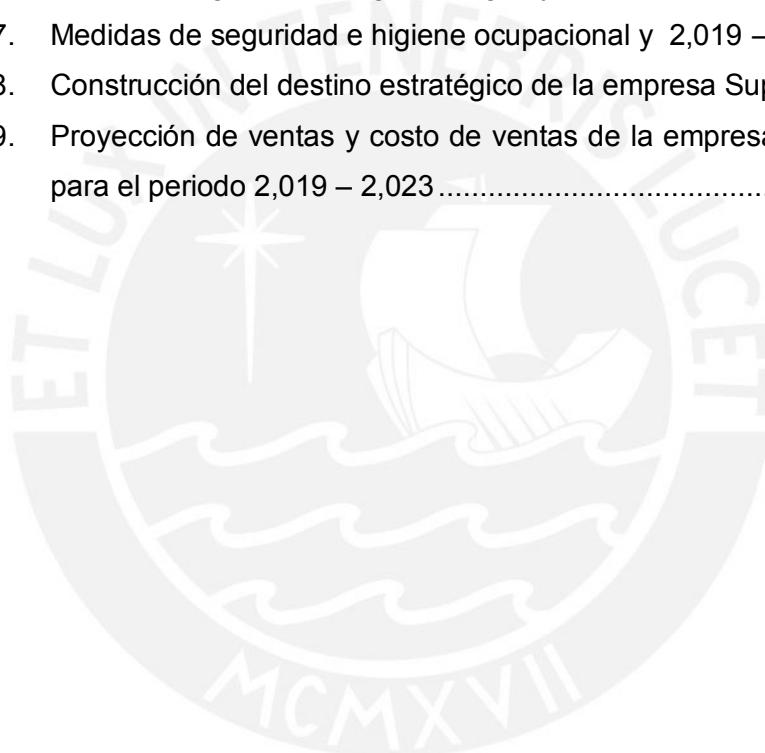 7. Medidas de seguridad e higiene ocupacional y 2,019 –
8. Construcción del destino estratégico de la empresa Sup
9. Proyección de ventas y costo de ventas de la empresa
para el periodo 2,019 – 2,023......................................
ET LUX IN TENEBRIS LUCET
MCMXVII